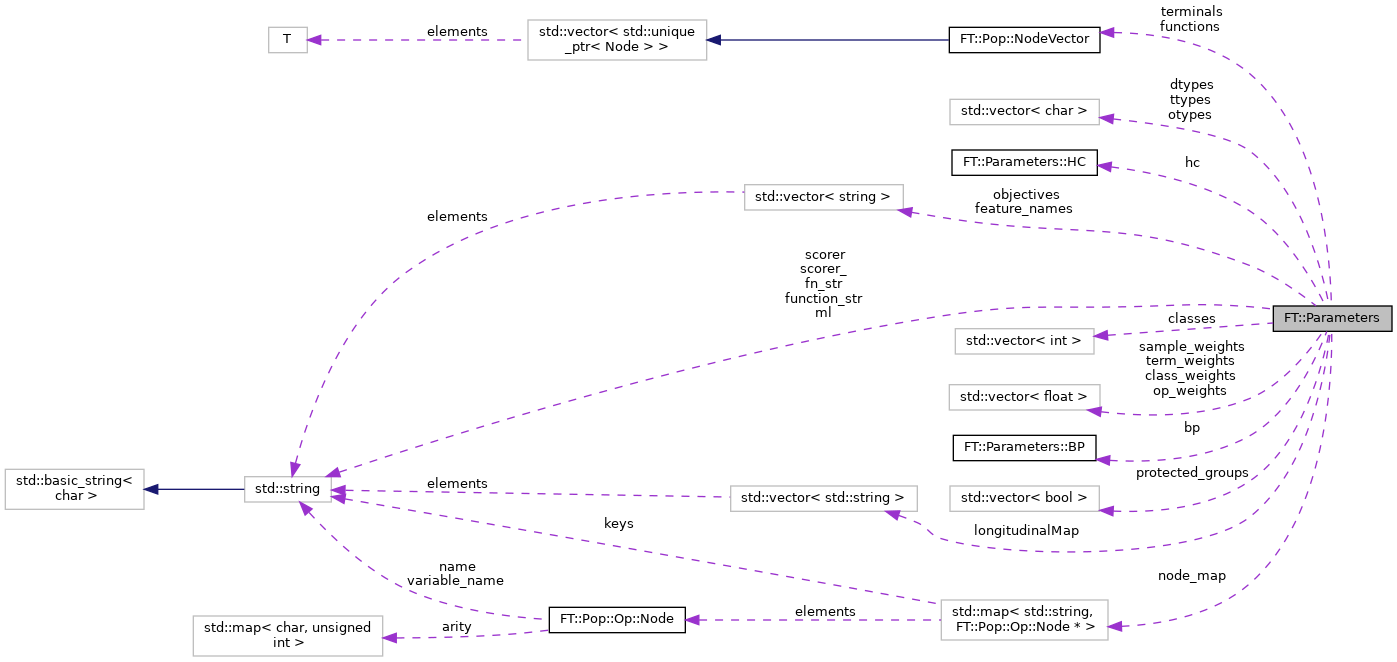 terminals
functions
T
elements
std::vector< std::unique
_ptr< Node > >
FT::Pop::NodeVector
dtypes
ttypes
otypes
std::vector< char >
FT::Parameters::HC
hc
std::vector< string >
objectives
feature_names
elements
scorer
scorer_
fn_str
function_str
ml
FT::Parameters
classes
std::vector< int >
sample_weights
term_weights
class_weights
op_weights
std::vector< float >
bp
FT::Parameters::BP
protected_groups
std::basic_string<
char >
std::string
elements
std::vector< std::string >
std::vector< bool >
longitudinalMap
keys
name
variable_name
node_map
std::map< char, unsigned
int >
arity
FT::Pop::Op::Node
elements
std::map< std::string,
FT::Pop::Op::Node * >